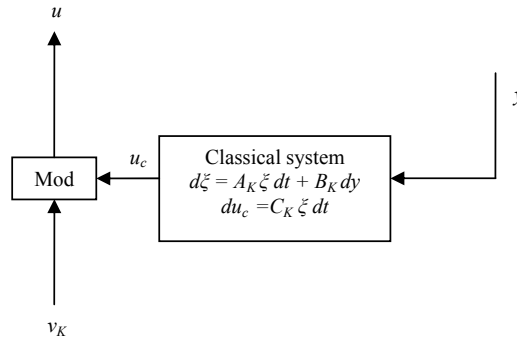 u
y
u_c
Classical system
dξ = A_K ξ dt + B_K dy
du_c =C_K ξ dt
Mod
v_K